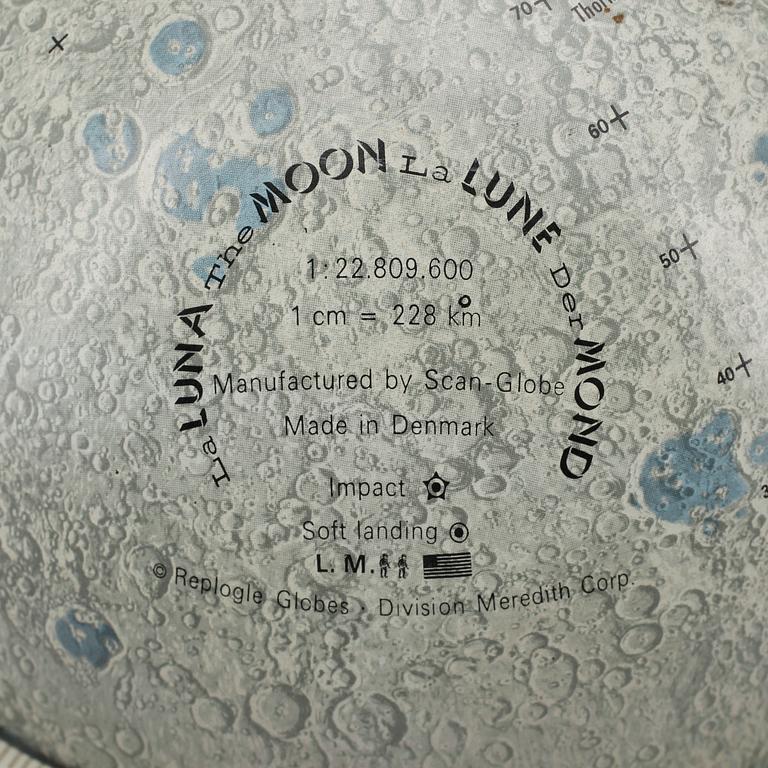 70
60
50
40
La LUNA The MOON La LUNE Der MOND
1:22.809.600
1 cm = 228 km
Manufactured by Scan-Globe
Made in Denmark
Impact
Soft landing
L. M.
© Replogle Globes · Division Meredith Corp.